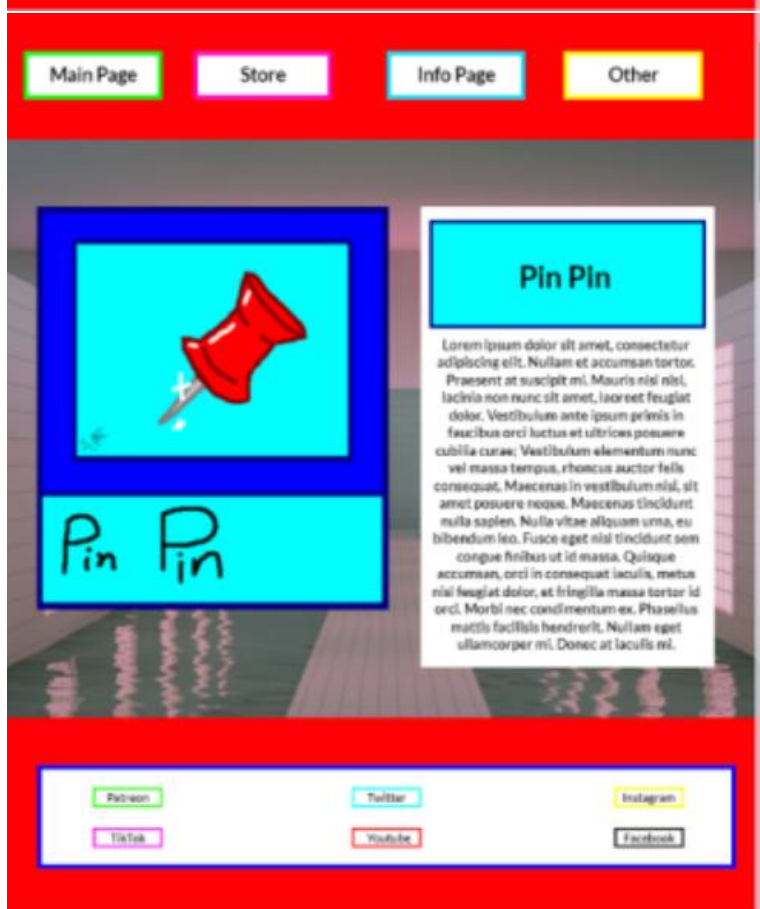 Main Page
Store
Info Page
Other
Pin Pin
Pin Pin
Lorem ipsum dolor sit amet, consectetur
adipiscing elit. Nullam et accumsan tortor.
Praesent at suscipit mi. Mauris nisi nisl,
lacinia non nunc sit amet, laoreet feugiat
dolor. Vestibulum ante ipsum primis in
faucibus orci luctus et ultrices posuere
cubilia curae; Vestibulum elementum nunc
vel massa tempus, rhoncus auctor felis
consequat. Maecenas in vestibulum nisl, sit
amet posuere neque. Maecenas tincidunt
nulla sapien. Nulla vitae aliquam urna, eu
bibendum leo. Fusce eget nisl tincidunt sem
congue finibus ut id massa. Quisque
accumsan, orci in consequat iaculis, metus
nisl feugiat dolor, et fringilla massa tortor id
orci. Morbi nec condimentum ex. Phasellus
mattis facilisis hendrerit. Nullam eget
ullamcorper mi. Donec at iaculis mi.
Patreon
Twitter
Instagram
TikTok
Youtube
Facebook